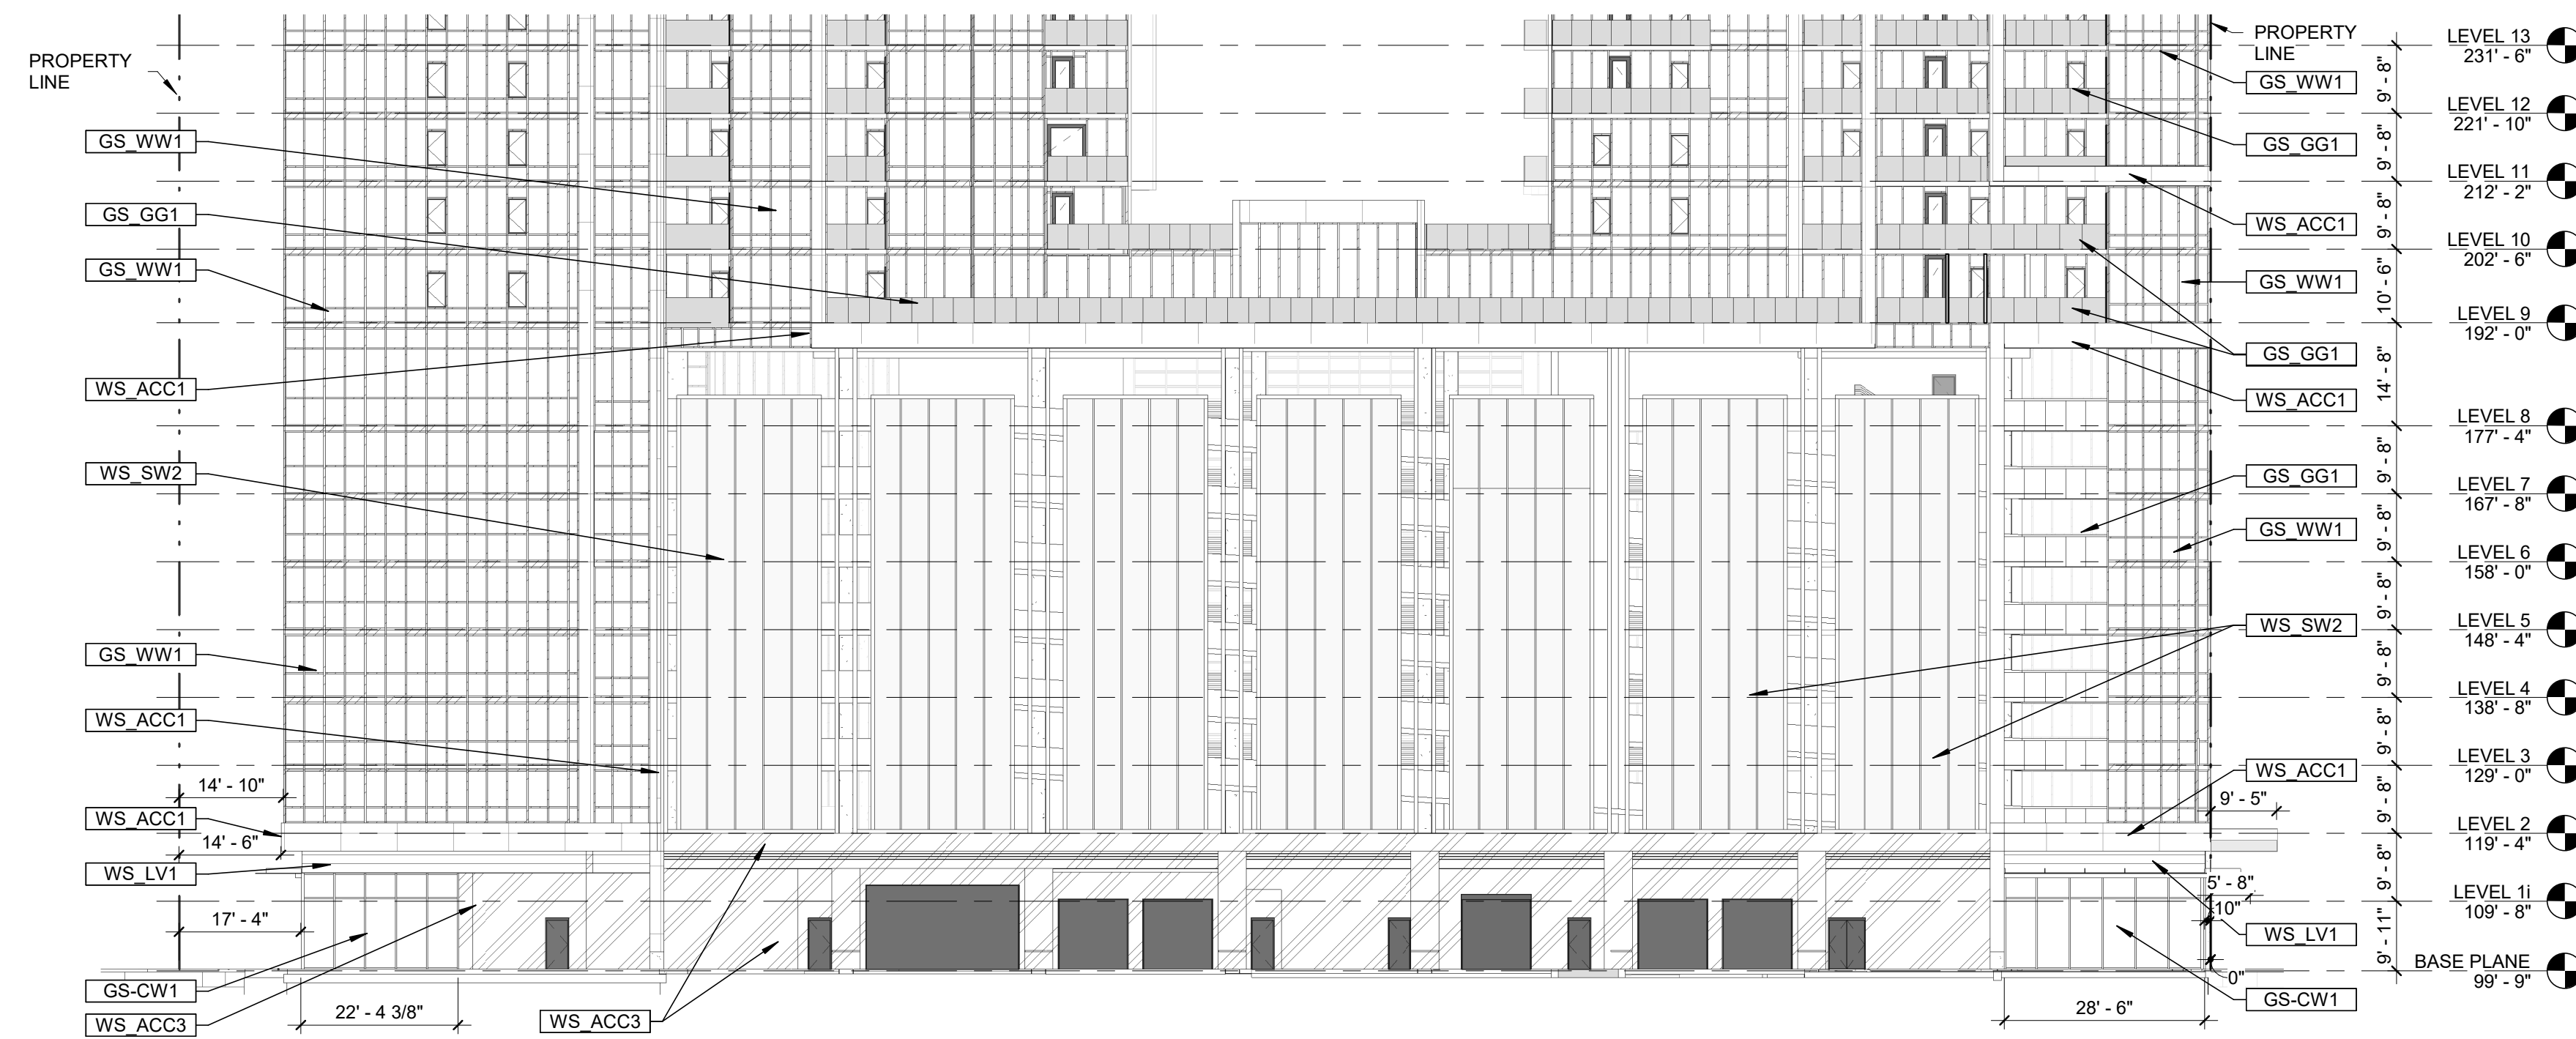 PROPERTY
LINE
GS_WW1
GS_GG1
GS_WW1
WS_ACC1
WS_SW2
GS_WW1
WS_ACC1
14' - 10"
WS_ACC1
14' - 6"
WS_LV1
17' - 4"
GS-CW1
WS_ACC3
22' - 4 3/8"
WS_ACC3
PROPERTY
LINE
GS_WW1
GS_GG1
WS_ACC1
GS_WW1
GS_GG1
WS_ACC1
GS_GG1
GS_WW1
WS_SW2
WS_ACC1
9' - 5"
5' - 8"
10"
WS_LV1
0"
GS-CW1
28' - 6"
9' - 8"
9' - 8"
9' - 8"
10' - 6"
14' - 8"
9' - 8"
9' - 8"
9' - 8"
9' - 8"
9' - 8"
9' - 8"
9' - 8"
9' - 11"
LEVEL 13
231' - 6"
LEVEL 12
221' - 10"
LEVEL 11
212' - 2"
LEVEL 10
202' - 6"
LEVEL 9
192' - 0"
LEVEL 8
177' - 4"
LEVEL 7
167' - 8"
LEVEL 6
158' - 0"
LEVEL 5
148' - 4"
LEVEL 4
138' - 8"
LEVEL 3
129' - 0"
LEVEL 2
119' - 4"
LEVEL 1i
109' - 8"
BASE PLANE
99' - 9"